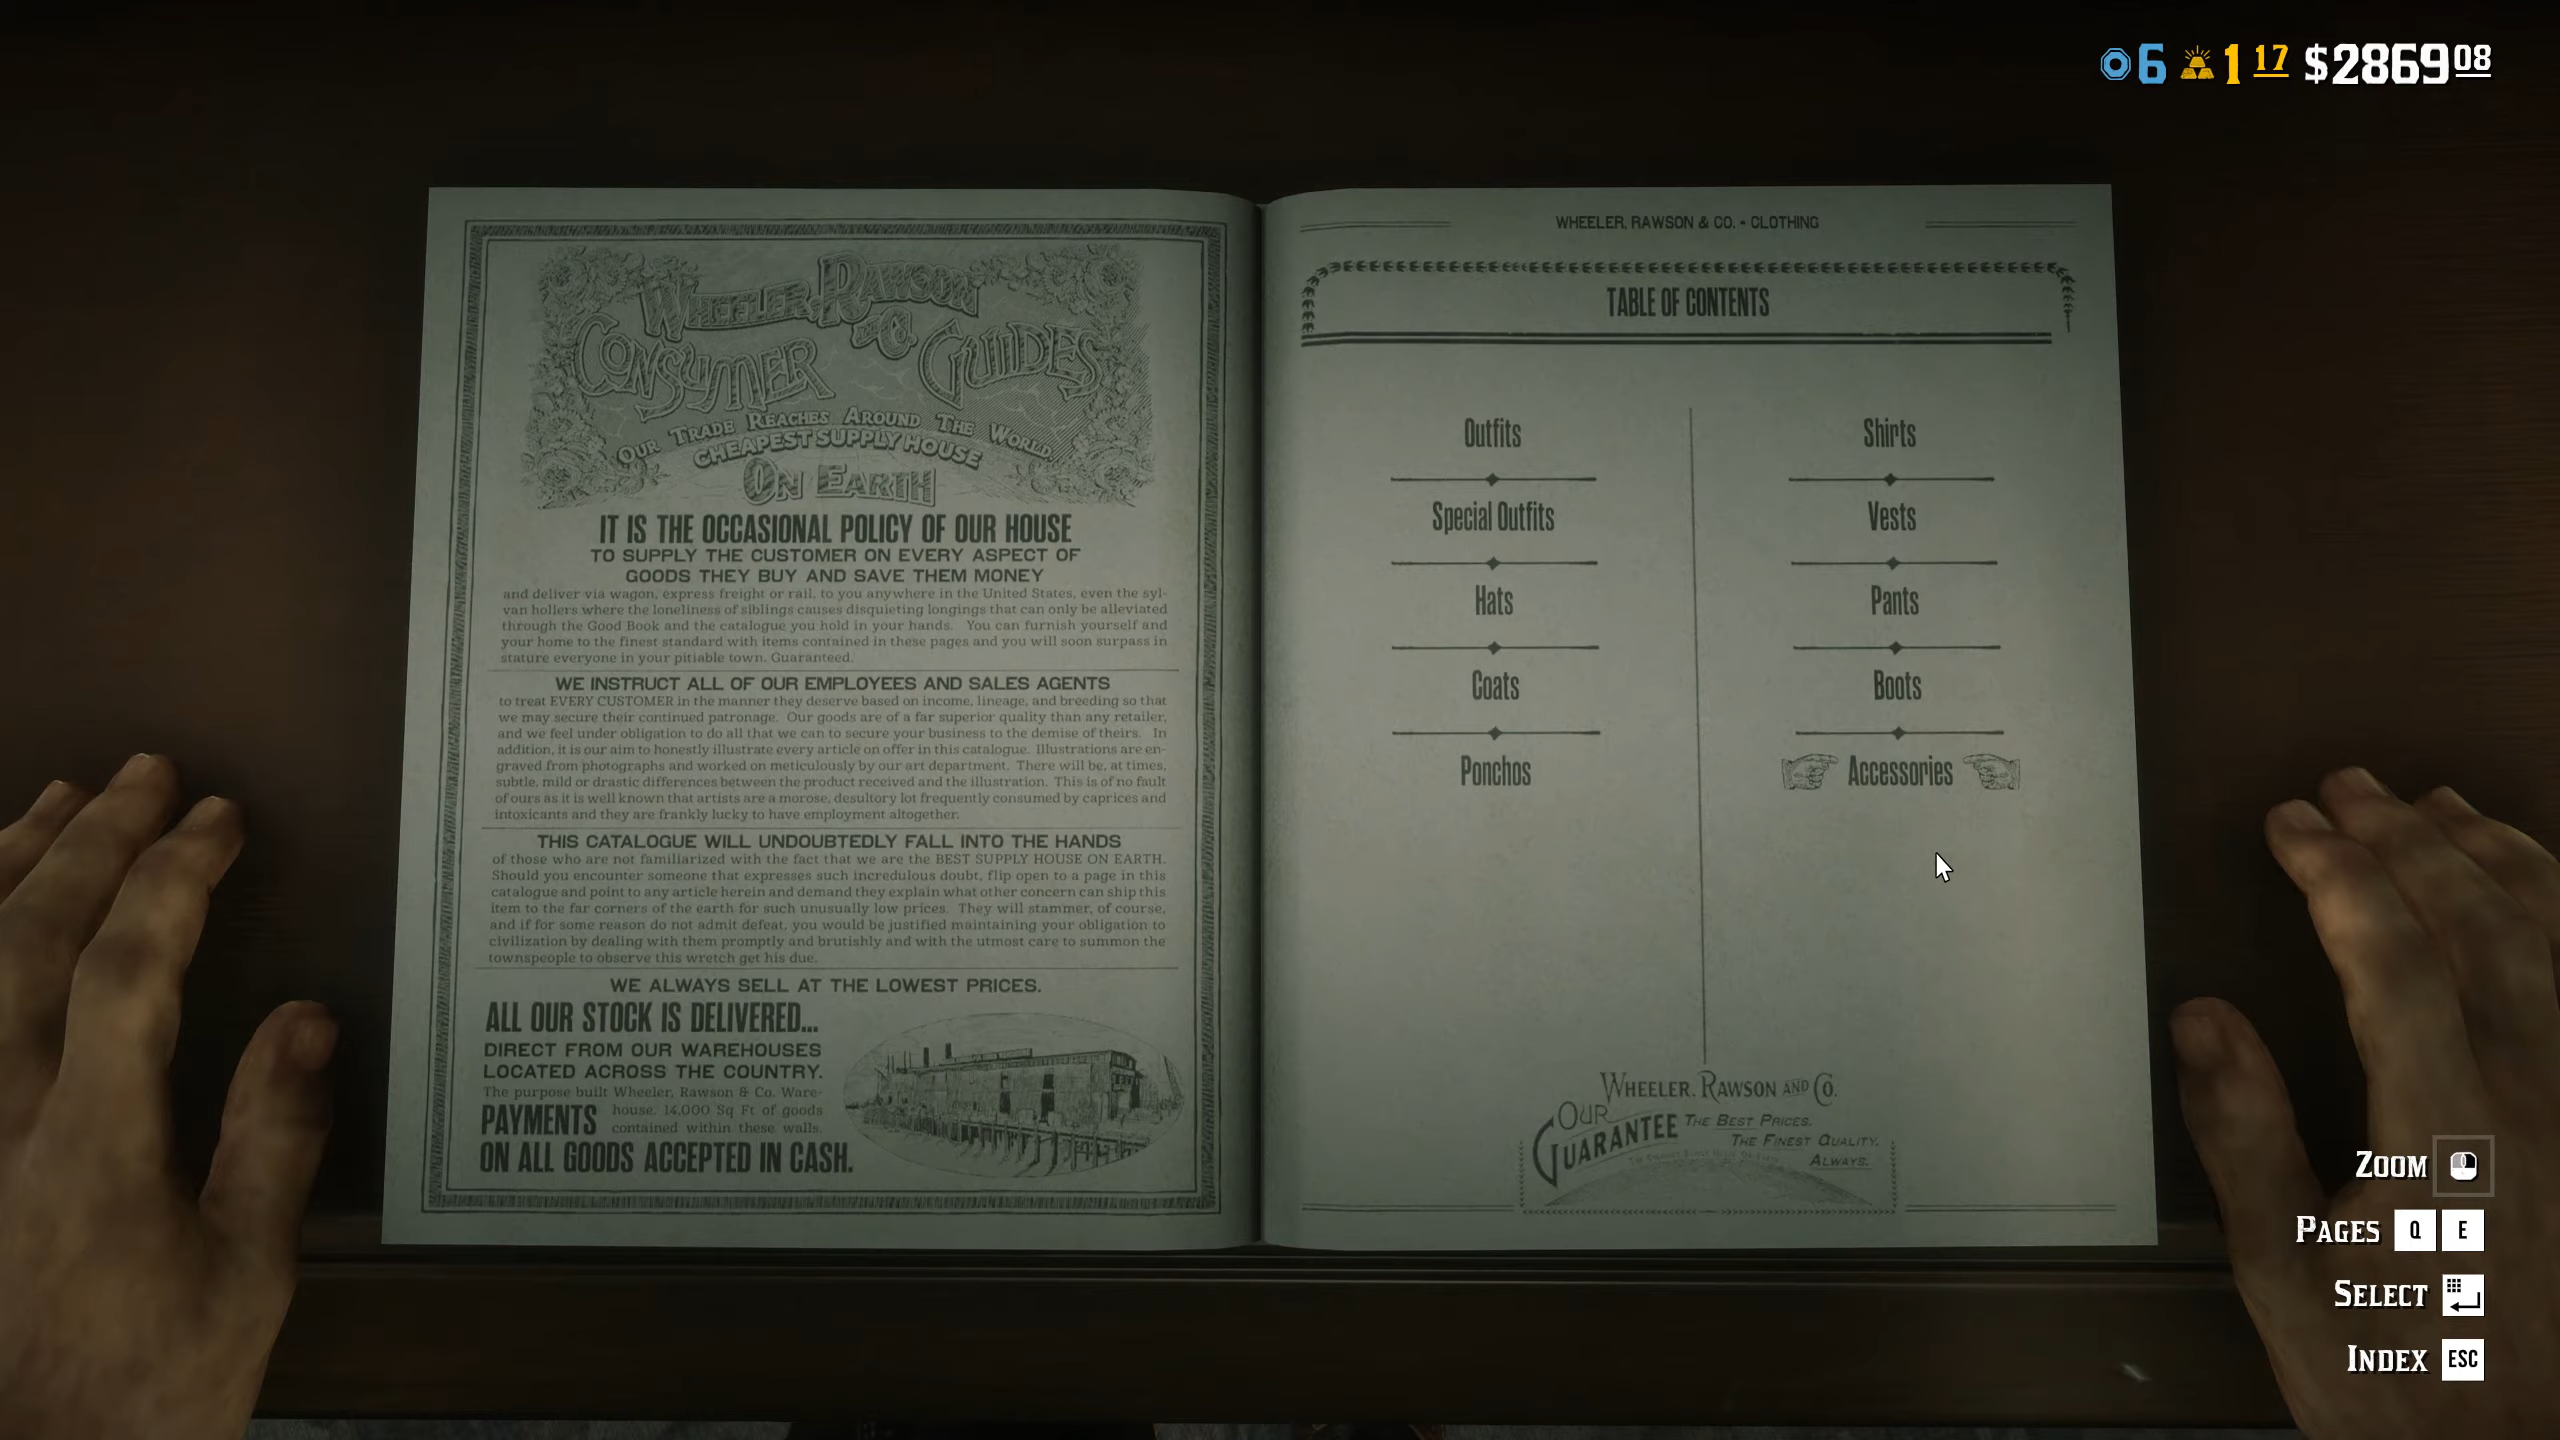 6 1 17 $2869 08
WHEELER, RAWSON
AND CO.
CONSUMER GUIDES
OUR TRADE REACHES AROUND THE WORLD.
CHEAPEST SUPPLY HOUSE
ON EARTH
IT IS THE OCCASIONAL POLICY OF OUR HOUSE
TO SUPPLY THE CUSTOMER ON EVERY ASPECT OF
GOODS THEY BUY AND SAVE THEM MONEY
and deliver via wagon, express freight or rail, to you anywhere in the United States, even the syl-
van hollers where the loneliness of siblings causes disquieting longings that can only be alleviated
through the Good Book and the catalogue you hold in your hands. You can furnish yourself and
your home to the finest standard with items contained in these pages and you will soon surpass in
stature everyone in your pitiable town. Guaranteed.
WE INSTRUCT ALL OF OUR EMPLOYEES AND SALES AGENTS
to treat EVERY CUSTOMER in the manner they deserve based on income, lineage, and breeding so that
we may secure their continued patronage. Our goods are of a far superior quality than any retailer,
and we feel under obligation to do all that we can to secure your business to the demise of theirs. In
addition, it is our aim to honestly illustrate every article on offer in this catalogue. Illustrations are en-
graved from photographs and worked on meticulously by our art department. There will be, at times,
subtle, mild or drastic differences between the product received and the illustration. This is of no fault
of ours as it is well known that artists are a morose, desultory lot frequently consumed by caprices and
intoxicants and they are frankly lucky to have employment altogether.
THIS CATALOGUE WILL UNDOUBTEDLY FALL INTO THE HANDS
of those who are not familiarized with the fact that we are the BEST SUPPLY HOUSE ON EARTH.
Should you encounter someone that expresses such incredulous doubt, flip open to a page in this
catalogue and point to any article herein and demand they explain what other concern can ship this
item to the far corners of the earth for such unusually low prices. They will stammer, of course,
and if for some reason do not admit defeat, you would be justified maintaining your obligation to
civilization by dealing with them promptly and brutishly and with the utmost care to summon the
townspeople to observe this wretch get his due.
WE ALWAYS SELL AT THE LOWEST PRICES.
ALL OUR STOCK IS DELIVERED...
DIRECT FROM OUR WAREHOUSES
LOCATED ACROSS THE COUNTRY.
The purpose built Wheeler, Rawson & Co. Ware-
house. 14,000 Sq Ft of goods
contained within these walls.
PAYMENTS
ON ALL GOODS ACCEPTED IN CASH.
WHEELER, RAWSON & CO. - CLOTHING
TABLE OF CONTENTS
Outfits
Special Outfits
Hats
Coats
Ponchos
Shirts
Vests
Pants
Boots
Accessories
WHEELER, RAWSON AND CO.
OUR
GUARANTEE
THE BEST PRICES.
THE FINEST QUALITY.
ALWAYS.
ZOOM
PAGES Q E
SELECT
INDEX ESC